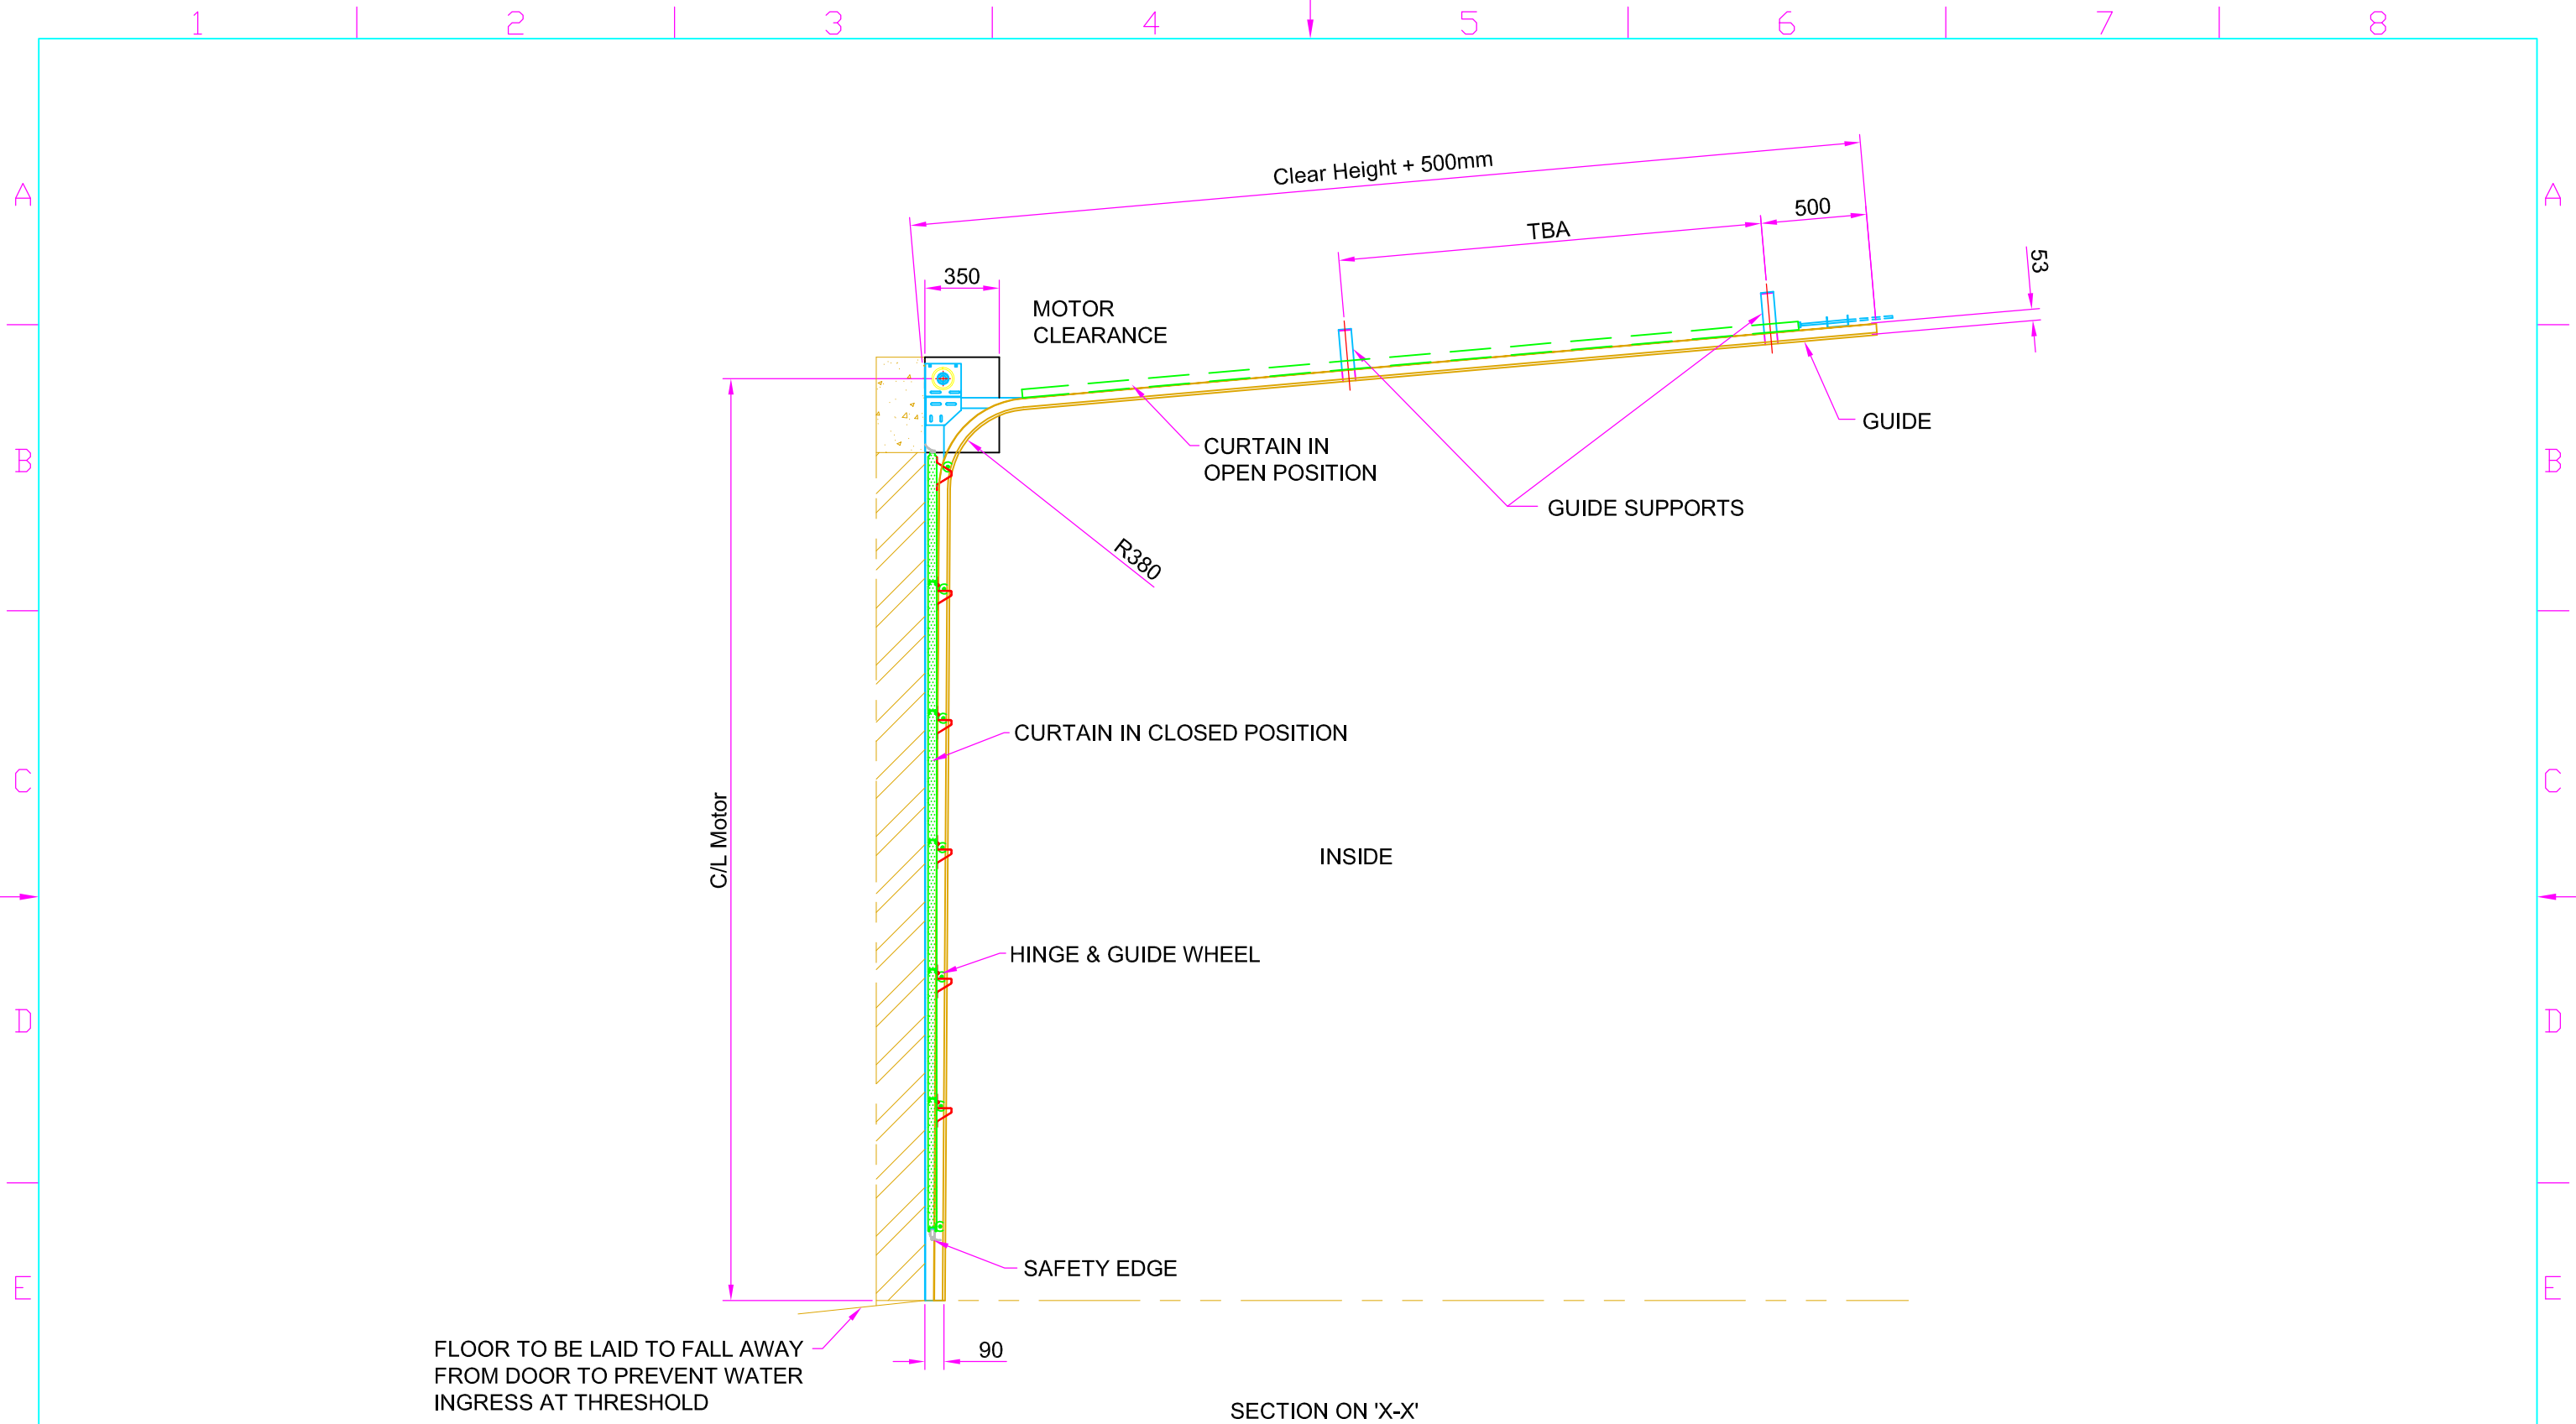 1 2 3 4 5 6 7 8
Clear Height + 500mm
A
A
500
TBA
53
350
MOTOR
CLEARANCE
GUIDE
CURTAIN IN
OPEN POSITION
B
B
GUIDE SUPPORTS
R380
CURTAIN IN CLOSED POSITION
C
C
C/L Motor
INSIDE
HINGE & GUIDE WHEEL
D
D
SAFETY EDGE
E
E
FLOOR TO BE LAID TO FALL AWAY
FROM DOOR TO PREVENT WATER
INGRESS AT THRESHOLD
90
SECTION ON 'X-X'